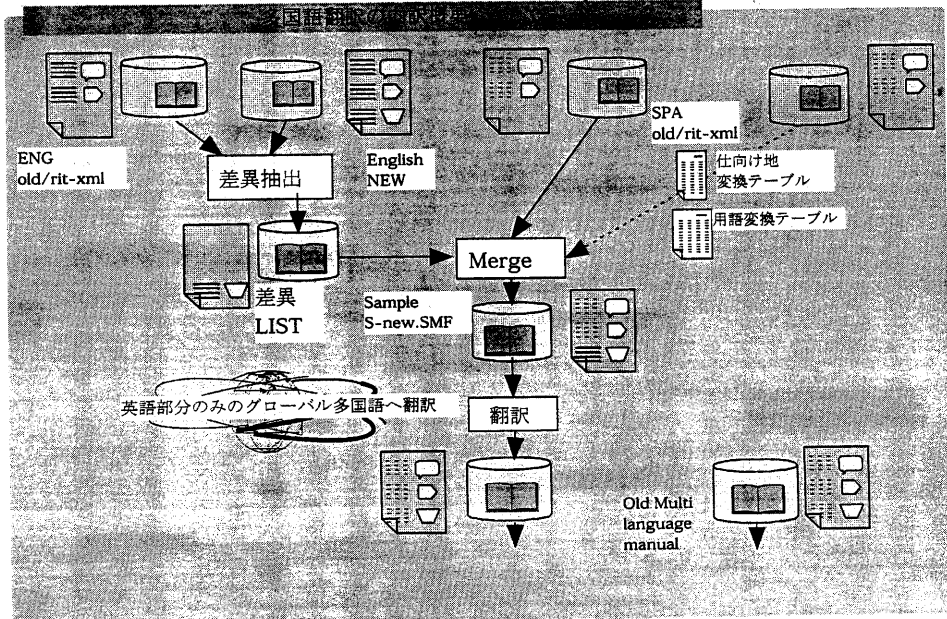 多国語翻訳の
ENG
old/rit-xml
差異抽出
English
NEW
SPA
old/rit-xml
仕向け地
変換テーブル
用語変換テーブル
差異
LIST
Merge
Sample
S-new.SMF
英語部分のみのグローバル多国語へ翻訳
翻訳
Old Multi
language
manual